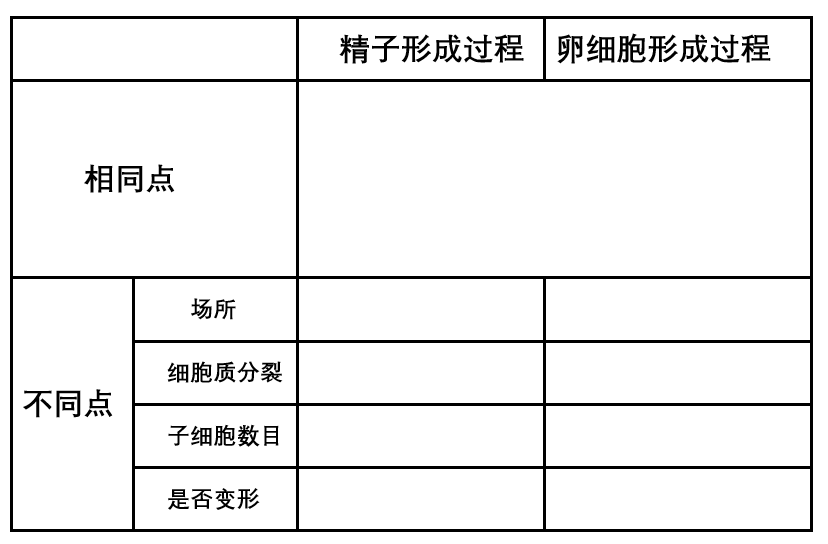 精子形成过程
卵细胞形成过程
相同点
不同点
场所
细胞质分裂
子细胞数目
是否变形